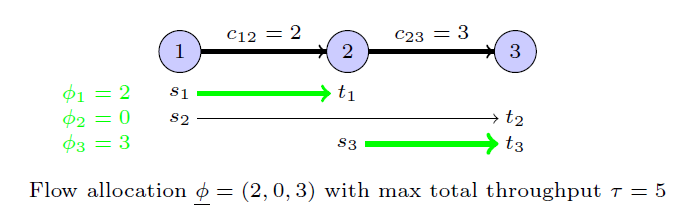 c₁₂ = 2 c₂₃ = 3
1 2 3
ϕ₁ = 2 s₁ t₁
ϕ₂ = 0 s₂ t₂
ϕ₃ = 3 s₃ t₃
Flow allocation ϕ̲ = (2, 0, 3) with max total throughput τ = 5